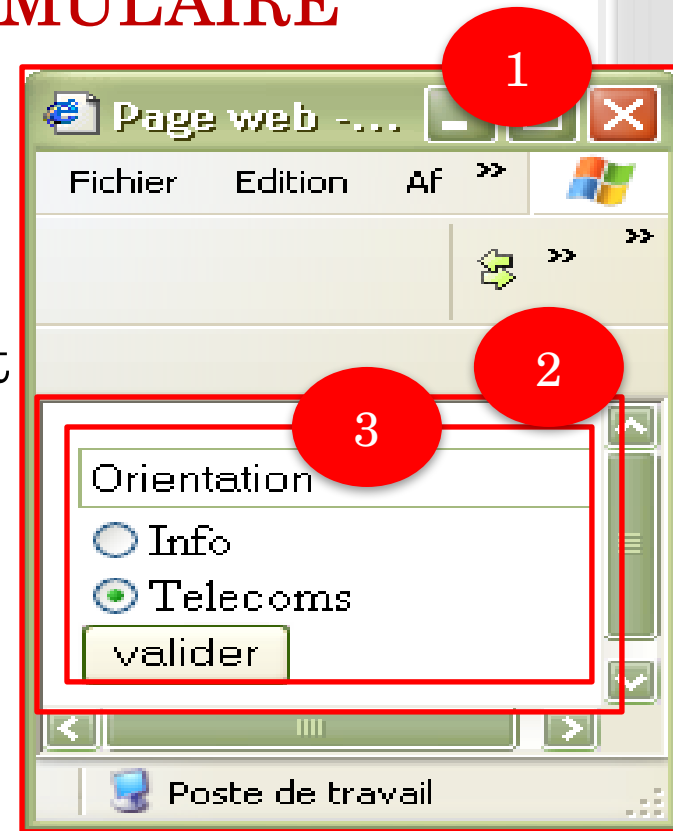 MULAIRE
1
Page web -...
Fichier Edition Af »
» »
t
2
3
Orientation
Info
Telecoms
valider
Poste de travail